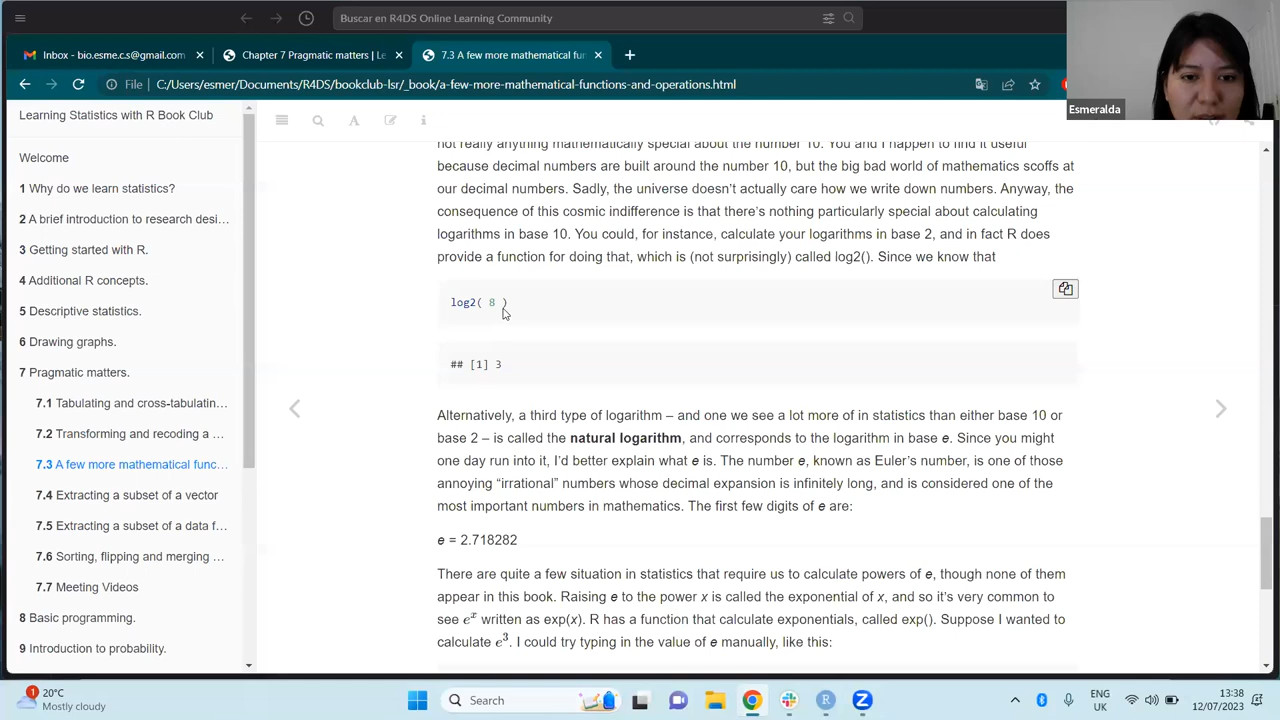 Buscar en R4DS Online Learning Community
Inbox - bio.esme.c.s@gmail.com
Chapter 7 Pragmatic matters | Le
7.3 A few more mathematical fun
File
C:/Users/esmer/Documents/R4DS/bookclub-lsr/_book/a-few-more-mathematical-functions-and-operations.html
Esmeralda
Learning Statistics with R Book Club
Welcome
1 Why do we learn statistics?
2 A brief introduction to research desi...
3 Getting started with R.
4 Additional R concepts.
5 Descriptive statistics.
6 Drawing graphs.
7 Pragmatic matters.
7.1 Tabulating and cross-tabulatin...
7.2 Transforming and recoding a ...
7.3 A few more mathematical func...
7.4 Extracting a subset of a vector
7.5 Extracting a subset of a data f...
7.6 Sorting, flipping and merging ...
7.7 Meeting Videos
8 Basic programming.
9 Introduction to probability.
not really anything mathematically special about the number 10. You and I happen to find it useful
because decimal numbers are built around the number 10, but the big bad world of mathematics scoffs at
our decimal numbers. Sadly, the universe doesn't actually care how we write down numbers. Anyway, the
consequence of this cosmic indifference is that there's nothing particularly special about calculating
logarithms in base 10. You could, for instance, calculate your logarithms in base 2, and in fact R does
provide a function for doing that, which is (not surprisingly) called log2(). Since we know that
log2( 8 )
## [1] 3
Alternatively, a third type of logarithm – and one we see a lot more of in statistics than either base 10 or
base 2 – is called the natural logarithm, and corresponds to the logarithm in base e. Since you might
one day run into it, I'd better explain what e is. The number e, known as Euler's number, is one of those
annoying “irrational” numbers whose decimal expansion is infinitely long, and is considered one of the
most important numbers in mathematics. The first few digits of e are:
e = 2.718282
There are quite a few situation in statistics that require us to calculate powers of e, though none of them
appear in this book. Raising e to the power x is called the exponential of x, and so it's very common to
see e^x written as exp(x). R has a function that calculate exponentials, called exp(). Suppose I wanted to
calculate e^3. I could try typing in the value of e manually, like this:
1
20°C
Mostly cloudy
Search
ENG
UK
13:38
12/07/2023